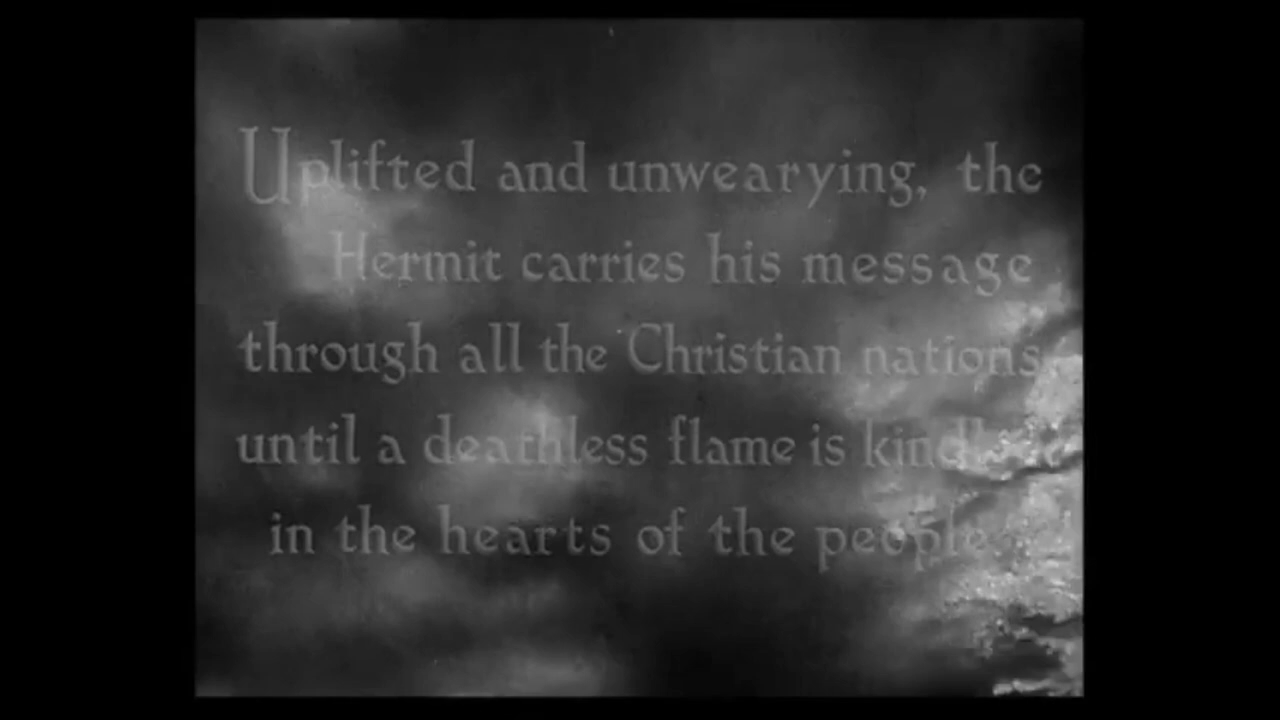 Uplifted and unwearying, the
Hermit carries his message
through all the Christian nations,
until a deathless flame is kindled
in the hearts of the people